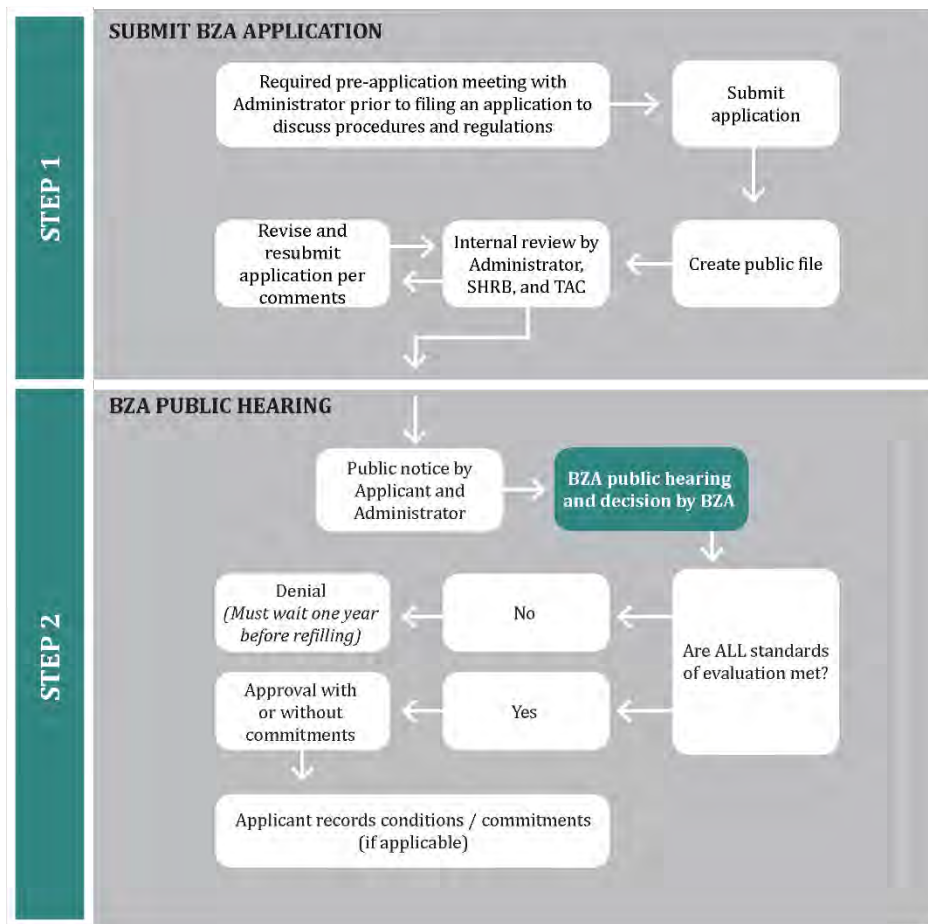 STEP 1
SUBMIT BZA APPLICATION
Required pre-application meeting with
Administrator prior to filing an application to
discuss procedures and regulations
Submit
application
Revise and
resubmit
application per
comments
Internal review by
Administrator,
SHRB, and TAC
Create public file
STEP 2
BZA PUBLIC HEARING
Public notice by
Applicant and
Administrator
BZA public hearing
and decision by BZA
Denial
(Must wait one year
before refilling)
No
Are ALL standards
of evaluation met?
Approval with
or without
commitments
Yes
Applicant records conditions / commitments
(if applicable)